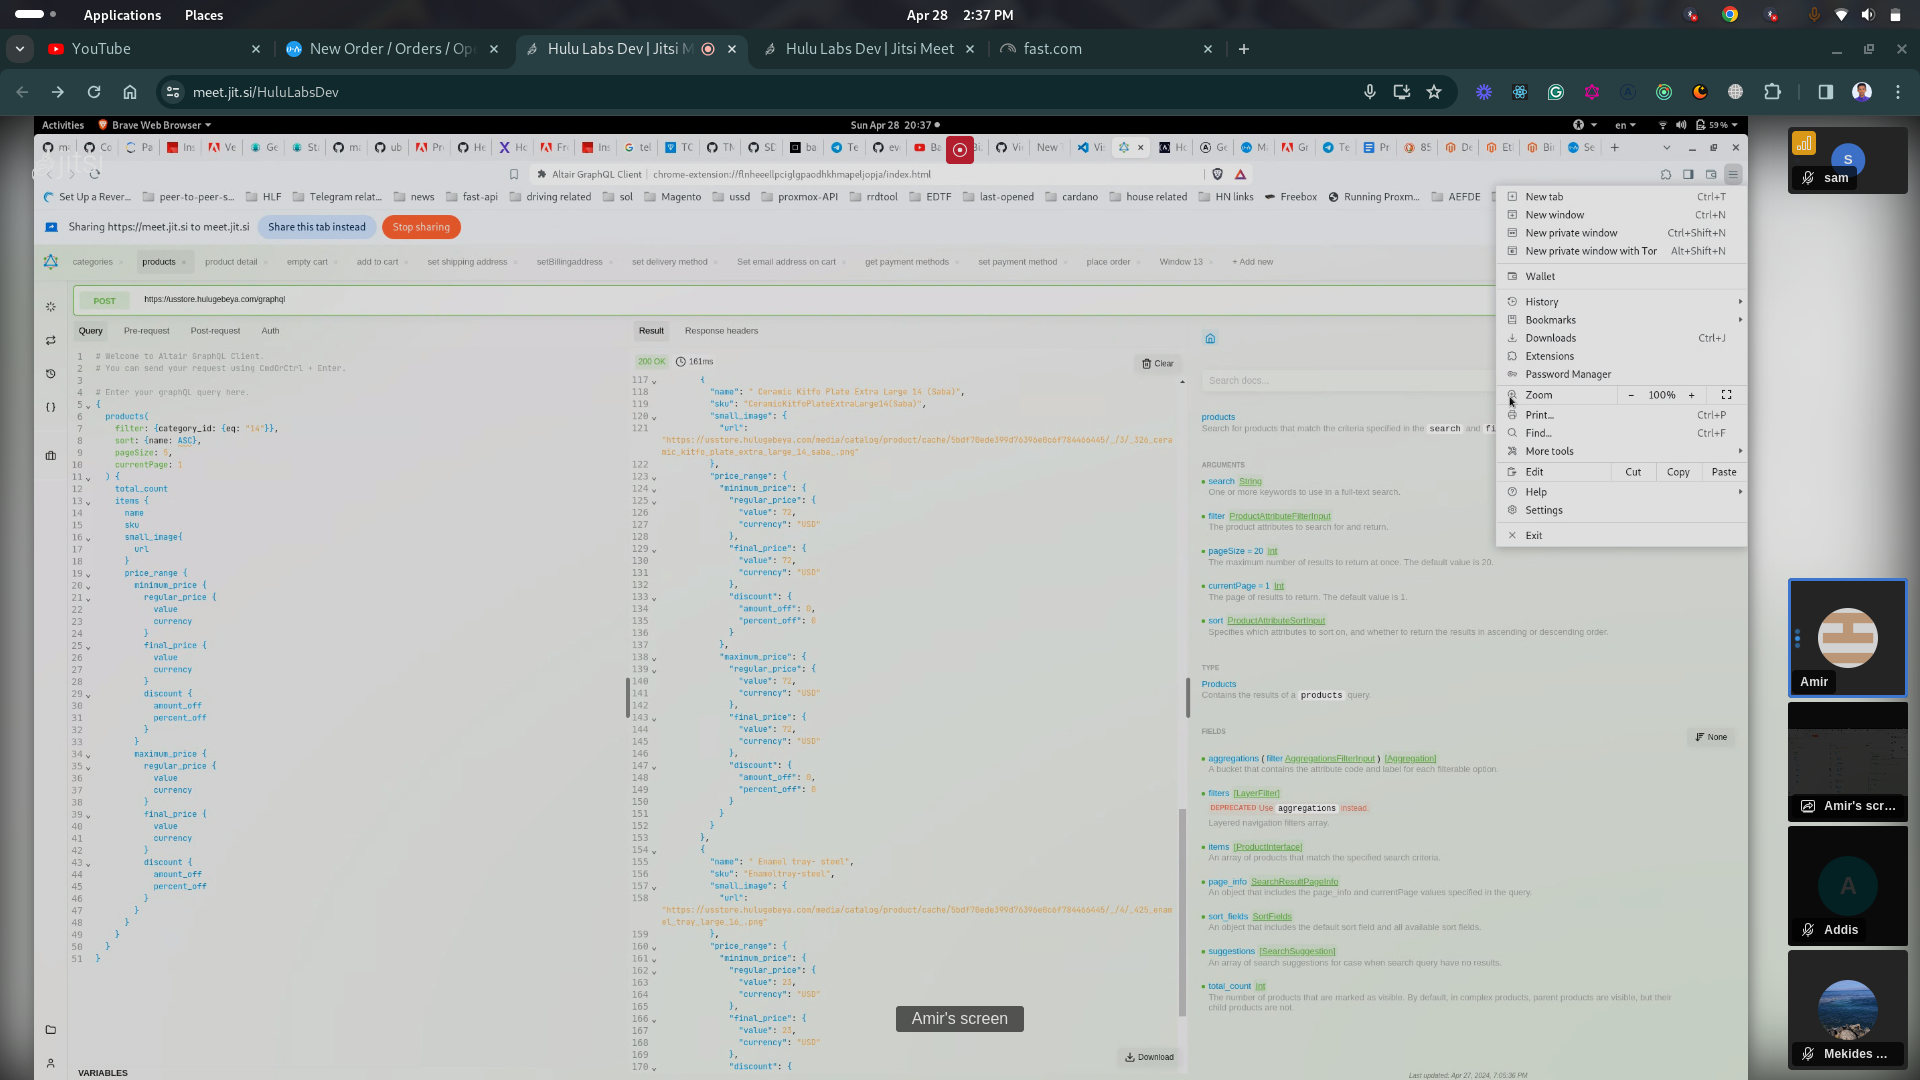 Applications Places Apr 28 2:37 PM
YouTube New Order / Orders / Op Hulu Labs Dev | Jitsi M Hulu Labs Dev | Jitsi Meet fast.com
meet.jit.si/HuluLabsDev
Activities Brave Web Browser Sun Apr 28 20:37 en 59 %
Altair GraphQL Client chrome-extension://flnheeellpciglgpaodhkhmapeljopja/index.html
Set Up a Rever... peer-to-peer-s... HLF Telegram relat... news fast-api driving related sol Magento ussd proxmox-API rrdtool EDTF last-opened cardano house related HN links Freebox Running Proxm... AEFDE
Sharing https://meet.jit.si to meet.jit.si Share this tab instead Stop sharing
categories products product detail empty cart add to cart set shipping address setBillingaddress set delivery method Set email address on cart get payment methods set payment method place order Window 13 + Add new
POST https://usstore.hulugebeya.com/graphql
Query Pre-request Post-request Auth
1 # Welcome to Altair GraphQL Client.
2 # You can send your request using CmdOrCtrl + Enter.
3
4 # Enter your graphQL query here.
5 {
6 products(
7 filter: {category_id: {eq: "14"}},
8 sort: {name: ASC},
9 pageSize: 5,
10 currentPage: 1
11 ) {
12 total_count
13 items {
14 name
15 sku
16 small_image{
17 url
18 }
19 price_range {
20 minimum_price {
21 regular_price {
22 value
23 currency
24 }
25 final_price {
26 value
27 currency
28 }
29 discount {
30 amount_off
31 percent_off
32 }
33 }
34 maximum_price {
35 regular_price {
36 value
37 currency
38 }
39 final_price {
40 value
41 currency
42 }
43 discount {
44 amount_off
45 percent_off
46 }
47 }
48 }
49 }
50 }
51 }
VARIABLES
Result Response headers
200 OK 161ms Clear
117 {
118 "name": " Ceramic Kitfo Plate Extra Large 14 (Saba)",
119 "sku": "CeramicKitfoPlateExtraLarge14(Saba)",
120 "small_image": {
121 "url":
"https://usstore.hulugebeya.com/media/catalog/product/cache/5bdf70ede399d76396e0c6f784466445/_/3/_326_cera
mic_kitfo_plate_extra_large_14_saba_.png"
122 },
123 "price_range": {
124 "minimum_price": {
125 "regular_price": {
126 "value": 72,
127 "currency": "USD"
128 },
129 "final_price": {
130 "value": 72,
131 "currency": "USD"
132 },
133 "discount": {
134 "amount_off": 0,
135 "percent_off": 0
136 }
137 },
138 "maximum_price": {
139 "regular_price": {
140 "value": 72,
141 "currency": "USD"
142 },
143 "final_price": {
144 "value": 72,
145 "currency": "USD"
146 },
147 "discount": {
148 "amount_off": 0,
149 "percent_off": 0
150 }
151 }
152 }
153 },
154 {
155 "name": " Enamel tray- steel",
156 "sku": "Enameltray-steel",
157 "small_image": {
158 "url":
"https://usstore.hulugebeya.com/media/catalog/product/cache/5bdf70ede399d76396e0c6f784466445/_/4/_425_enam
el_tray_large_16_.png"
159 },
160 "price_range": {
161 "minimum_price": {
162 "regular_price": {
163 "value": 23,
164 "currency": "USD"
165 },
166 "final_price": {
167 "value": 23,
168 "currency": "USD"
169 },
170 "discount": {
Download
Amir's screen
Search docs...
products
Search for products that match the criteria specified in the search and fi
ARGUMENTS
search String
One or more keywords to use in a full-text search.
filter ProductAttributeFilterInput
The product attributes to search for and return.
pageSize = 20 Int
The maximum number of results to return at once. The default value is 20.
currentPage = 1 Int
The page of results to return. The default value is 1.
sort ProductAttributeSortInput
Specifies which attributes to sort on, and whether to return the results in ascending or descending order.
TYPE
Products
Contains the results of a products query.
FIELDS
None
aggregations ( filter AggregationsFilterInput ) [Aggregation]
A bucket that contains the attribute code and label for each filterable option.
filters [LayerFilter]
DEPRECATED Use aggregations instead.
Layered navigation filters array.
items [ProductInterface]
An array of products that match the specified search criteria.
page_info SearchResultPageInfo
An object that includes the page_info and currentPage values specified in the query.
sort_fields SortFields
An object that includes the default sort field and all available sort fields.
suggestions [SearchSuggestion]
An array of search suggestions for case when search query have no results.
total_count Int
The number of products that are marked as visible. By default, in complex products, parent products are visible, but their
child products are not.
Last updated: Apr 27, 2024, 7:05:36 PM
New tab Ctrl+T
New window Ctrl+N
New private window Ctrl+Shift+N
New private window with Tor Alt+Shift+N
Wallet
History
Bookmarks
Downloads Ctrl+J
Extensions
Password Manager
Zoom - 100% +
Print... Ctrl+P
Find... Ctrl+F
More tools
Edit Cut Copy Paste
Help
Settings
Exit
S
sam
Amir
Amir's scr...
A
Addis
Mekides ...